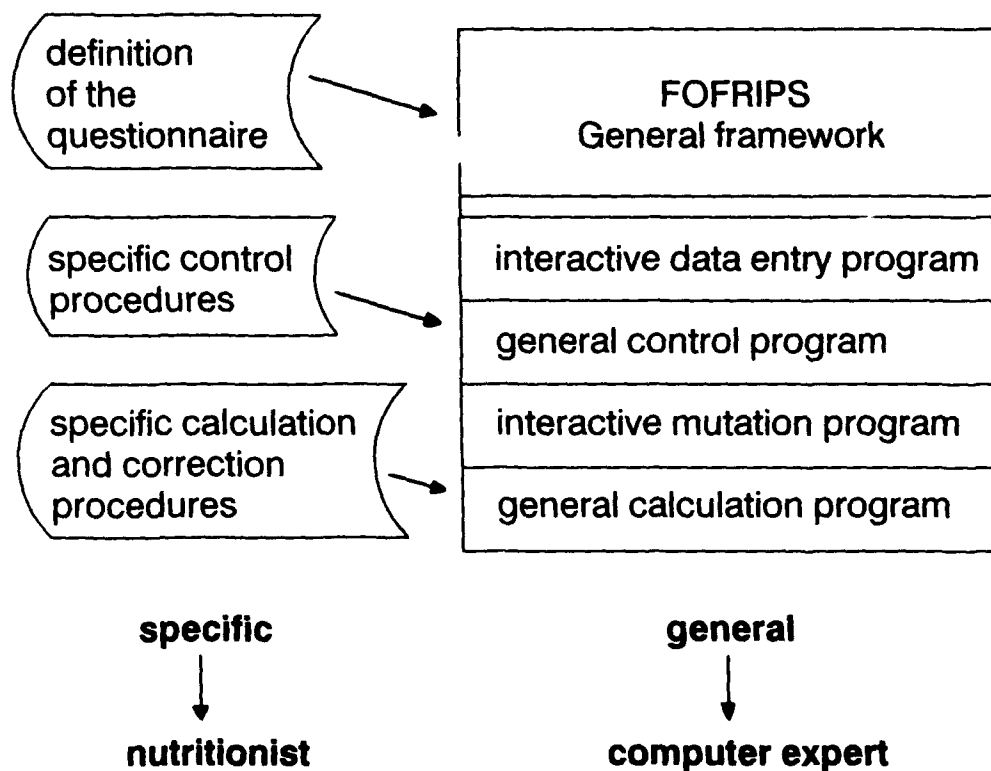 definition
of the
questionnaire
FOFRIPS
General framework
specific control
procedures
interactive data entry program
general control program
specific calculation
and correction
procedures
interactive mutation program
general calculation program
specific
general
nutritionist
computer expert